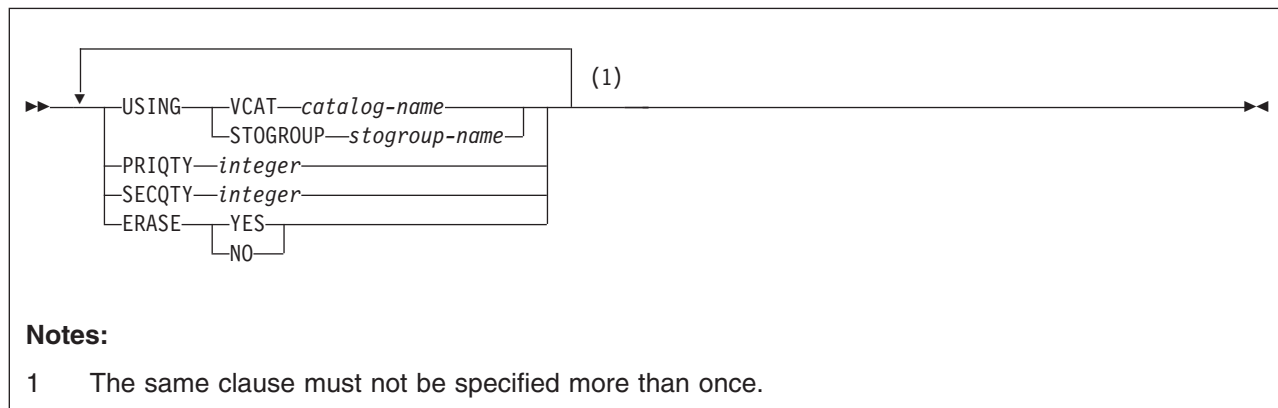 (1)
USING VCAT catalog-name
STOGROUP stogroup-name
PRIQTY integer
SECQTY integer
ERASE YES
NO
Notes:
1 The same clause must not be specified more than once.